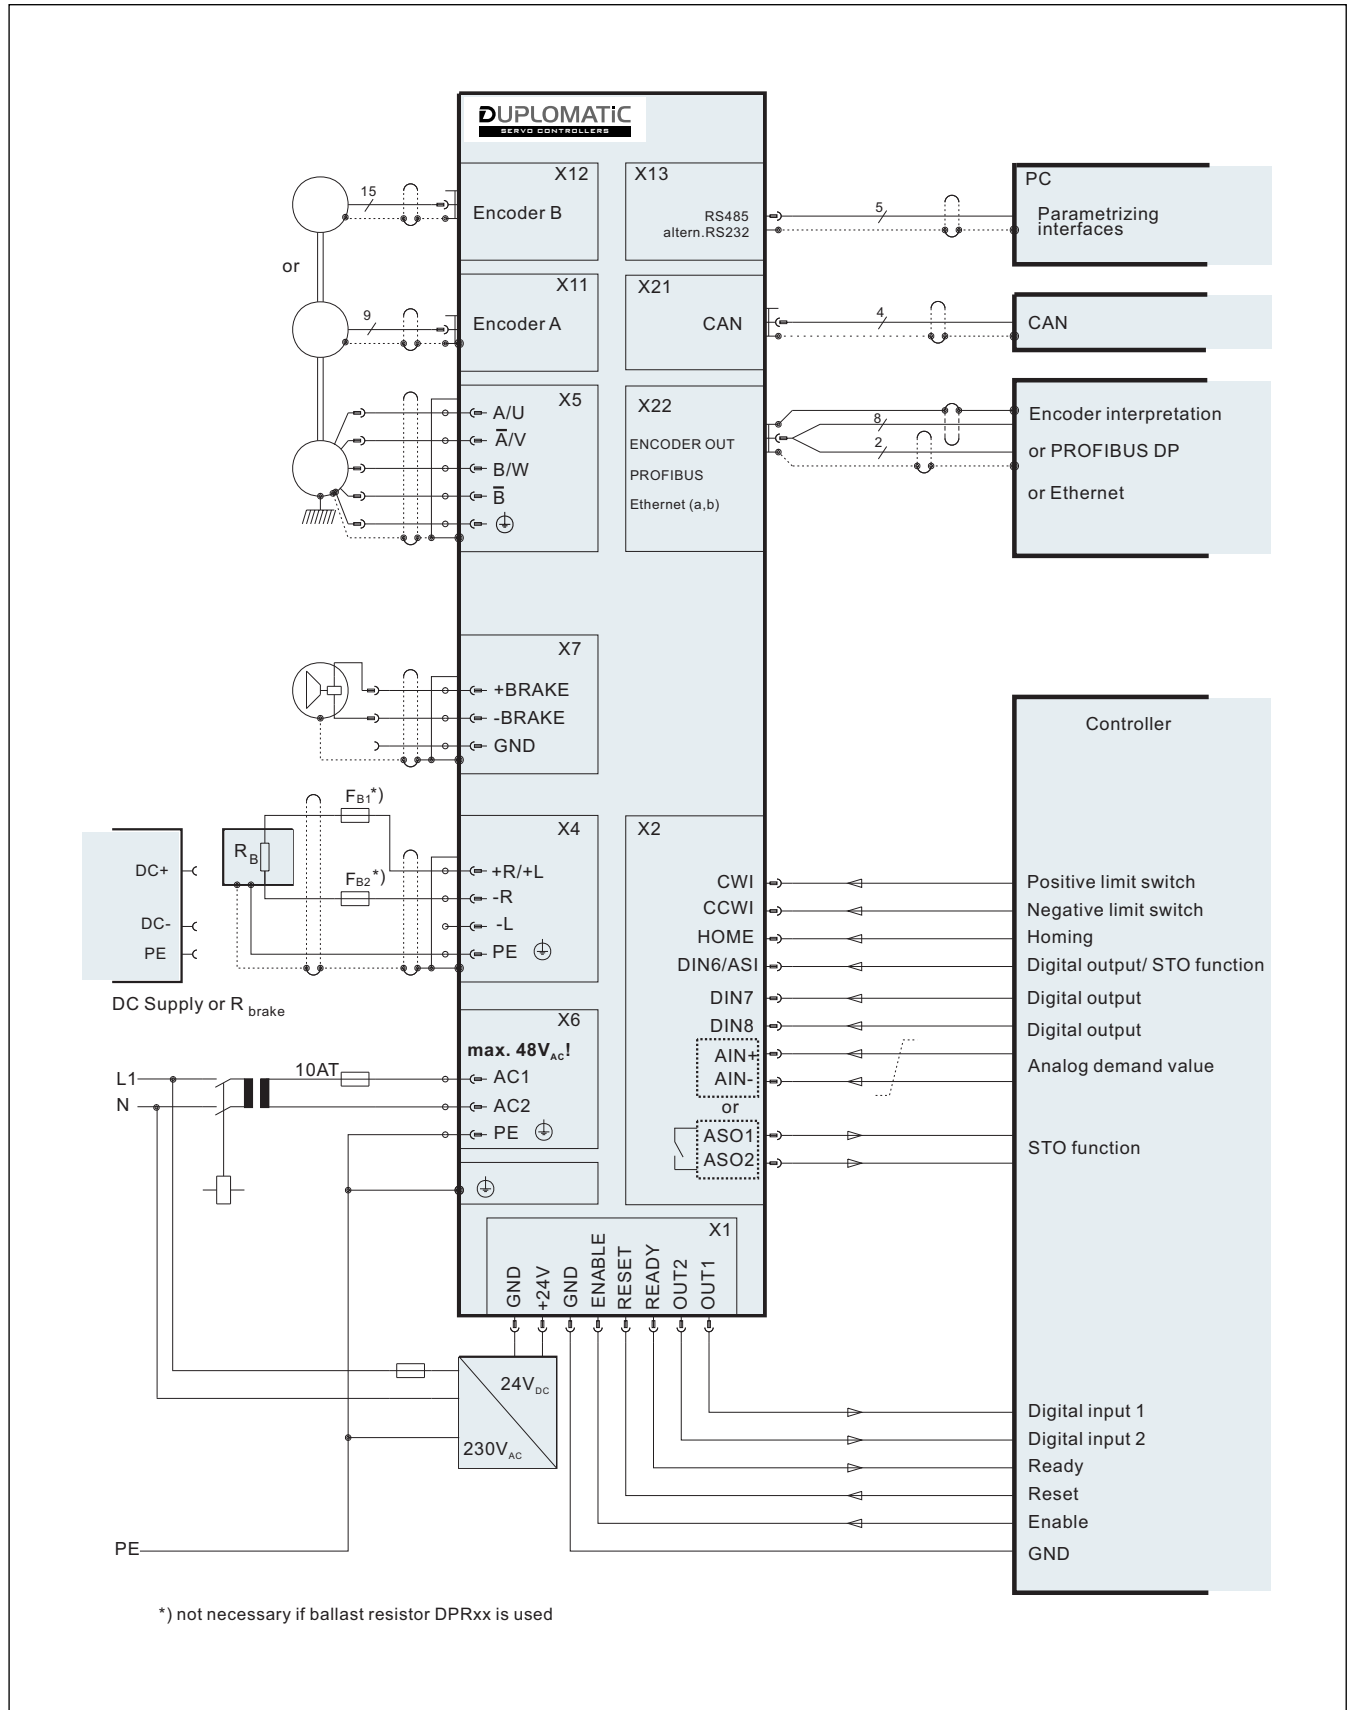 DUPLOMATIC
SERVO CONTROLLERS
X12
Encoder B
15
or
X11
Encoder A
9
X5
A/U
A̅/V
B/W
B̅
X7
+BRAKE
-BRAKE
GND
FB1*)
FB2*)
RB
X4
+R/+L
-R
-L
PE
DC+
DC-
PE
DC Supply or R brake
X6
max. 48VAC!
10AT
L1
N
AC1
AC2
PE
X13
RS485
altern.RS232
5
PC
Parametrizing
interfaces
X21
CAN
4
CAN
X22
ENCODER OUT
PROFIBUS
Ethernet (a,b)
8
2
Encoder interpretation
or PROFIBUS DP
or Ethernet
Controller
X2
CWI
CCWI
HOME
DIN6/ASI
DIN7
DIN8
AIN+
AIN-
or
ASO1
ASO2
Positive limit switch
Negative limit switch
Homing
Digital output/ STO function
Digital output
Digital output
Analog demand value
STO function
X1
GND
+24V
GND
ENABLE
RESET
READY
OUT2
OUT1
24VDC
230VAC
Digital input 1
Digital input 2
Ready
Reset
Enable
GND
PE
*) not necessary if ballast resistor DPRxx is used